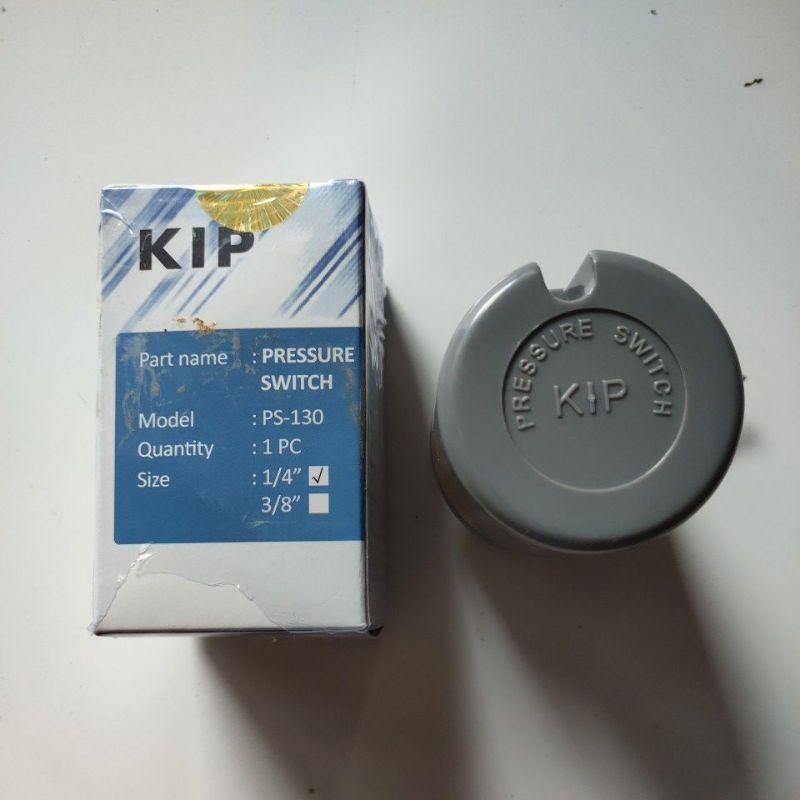 KIP
Part name : PRESSURE
SWITCH
Model : PS-130
Quantity : 1 PC
Size : 1/4” ✓
3/8”
PRESSURE SWITCH
KIP